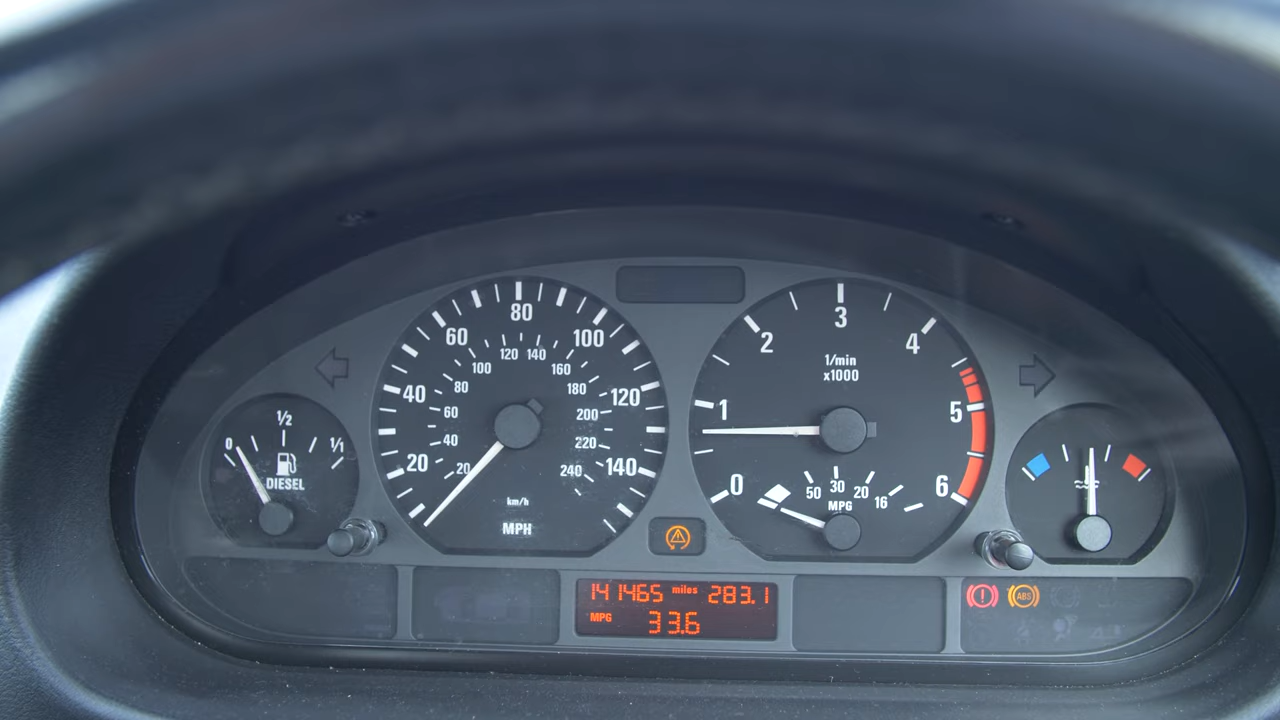 0 1/2 1/1
DIESEL
20 40 60 80 100 120 140
20 40 60 80 100 120 140 160 180 200 220 240
km/h
MPH
0 1 2 3 4 5 6
1/min
x1000
50 30 20 16
MPG
141465 miles 283.1
MPG 33.6
! ABS